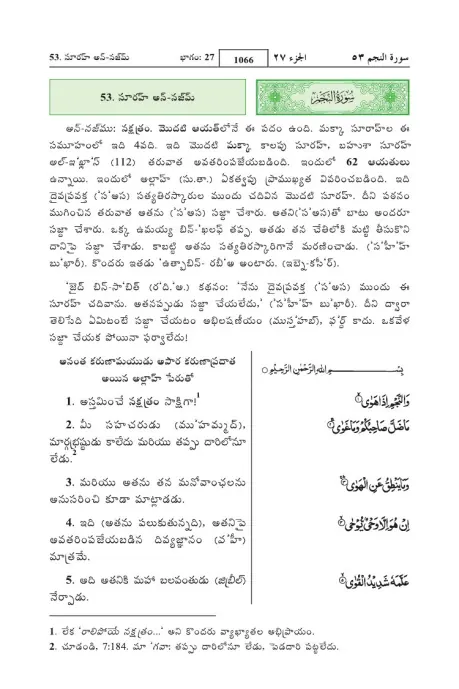 53. సూరహ్ అన్-నజ్మ్ భాగం: 27 1066 الجزء ٢٧ سورة النجم ٥٣
53. సూరహ్ అన్-నజ్మ్
سُورَةُ النَّجْمِ
అన్-నజ్ము: నక్షత్రం. మొదటి ఆయత్‌లోనే ఈ పదం ఉంది. మక్కా సూరాహ్‌ల ఈ
సమూహంలో ఇది 4వది. ఇది మొదటి మక్కా కాలపు సూరహ్, బహుశా సూరహ్
అల్-ఇ'ఖ్లా'స్ (112) తరువాత అవతరింపజేయబడింది. ఇందులో 62 ఆయతులు
ఉన్నాయి. ఇందులో అల్లాహ్ (సు.తా.) ఏకత్వపు ప్రాముఖ్యత వివరించబడింది. ఇది
దైవప్రవక్త ('స'అస) సత్యతిరస్కారుల ముందు చదివిన మొదటి సూరహ్. దీని పఠనం
ముగించిన తరువాత అతను ('స'అస) సజ్దా చేశారు. అతని('స'అస)తో బాటు అందరూ
సజ్దా చేశారు. ఒక్క ఉమయ్య బిన్-'ఖలఫ్ తప్ప. అతడు తన చేతిలోకి మట్టి తీసుకొని
దానిపై సజ్దా చేశాడు. కాబట్టి అతను సత్యతిరస్కారిగానే మరణించాడు. ('స'హీ'హ్
బు'ఖారీ). కొందరు ఇతడు 'ఉత్బాబిన్- రబీ'అ అంటారు. (ఇబ్నె-కసీ'ర్).
'జైద్ బిన్-సా'బిత్ (ర'ది.'అ.) కథనం: 'నేను దైవప్రవక్త ('స'అస) ముందు ఈ
సూరహ్ చదివాను. అతనప్పుడు సజ్దా చేయలేదు,' ('స'హీ'హ్ బు'ఖారీ). దీని ద్వారా
తెలిసేది ఏమిటంటే సజ్దా చేయటం అభిలషణీయం (ముస్త'హబ్), ఫ'ర్ద్ కాదు. ఒకవేళ
సజ్దా చేయక పోయినా ఫర్వాలేదు!
అనంత కరుణామయుడు అపార కరుణాప్రదాత
అయిన అల్లాహ్ పేరుతో
بِسْمِ اللهِ الرَّحْمٰنِ الرَّحِيْمِ
1. అస్తమించే నక్షత్రం సాక్షిగా!1
وَالنَّجْمِ إِذَا هَوٰى
2. మీ సహచరుడు (ము'హమ్మద్),
మార్గభ్రష్టుడు కాలేదు మరియు తప్పు దారిలోనూ
లేడు.2
مَا ضَلَّ صَاحِبُكُمْ وَمَا غَوٰى
3. మరియు అతను తన మనోవాంఛలను
అనుసరించి కూడా మాట్లాడడు.
وَمَا يَنْطِقُ عَنِ الْهَوٰى
4. ఇది (అతను పలుకుతున్నది), అతనిపై
అవతరింపజేయబడిన దివ్యజ్ఞానం (వ'హీ)
మాత్రమే.
إِنْ هُوَ إِلَّا وَحْيٌ يُوْحٰى
5. అది అతనికి మహా బలవంతుడు (జిబ్రీల్)
నేర్పాడు.
عَلَّمَهٗ شَدِيْدُ الْقُوٰى
1. లేక 'రాలిపోయే నక్షత్రం...' అని కొందరు వ్యాఖ్యాతల అభిప్రాయం.
2. చూడండి, 7:184. మా 'గవా: తప్పు దారిలోనూ లేడు, పెడదారి పట్టలేదు.